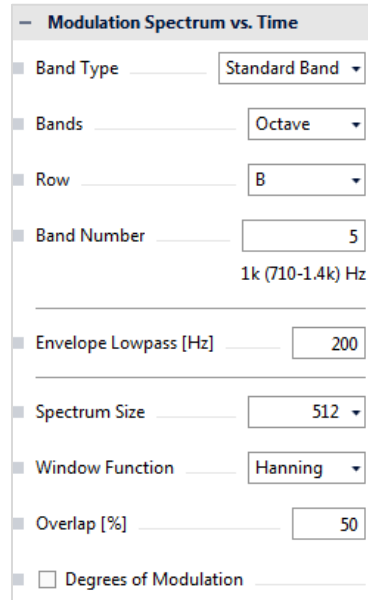 − Modulation Spectrum vs. Time
Band Type Standard Band
Bands Octave
Row B
Band Number 5
1k (710-1.4k) Hz
Envelope Lowpass [Hz] 200
Spectrum Size 512
Window Function Hanning
Overlap [%] 50
Degrees of Modulation